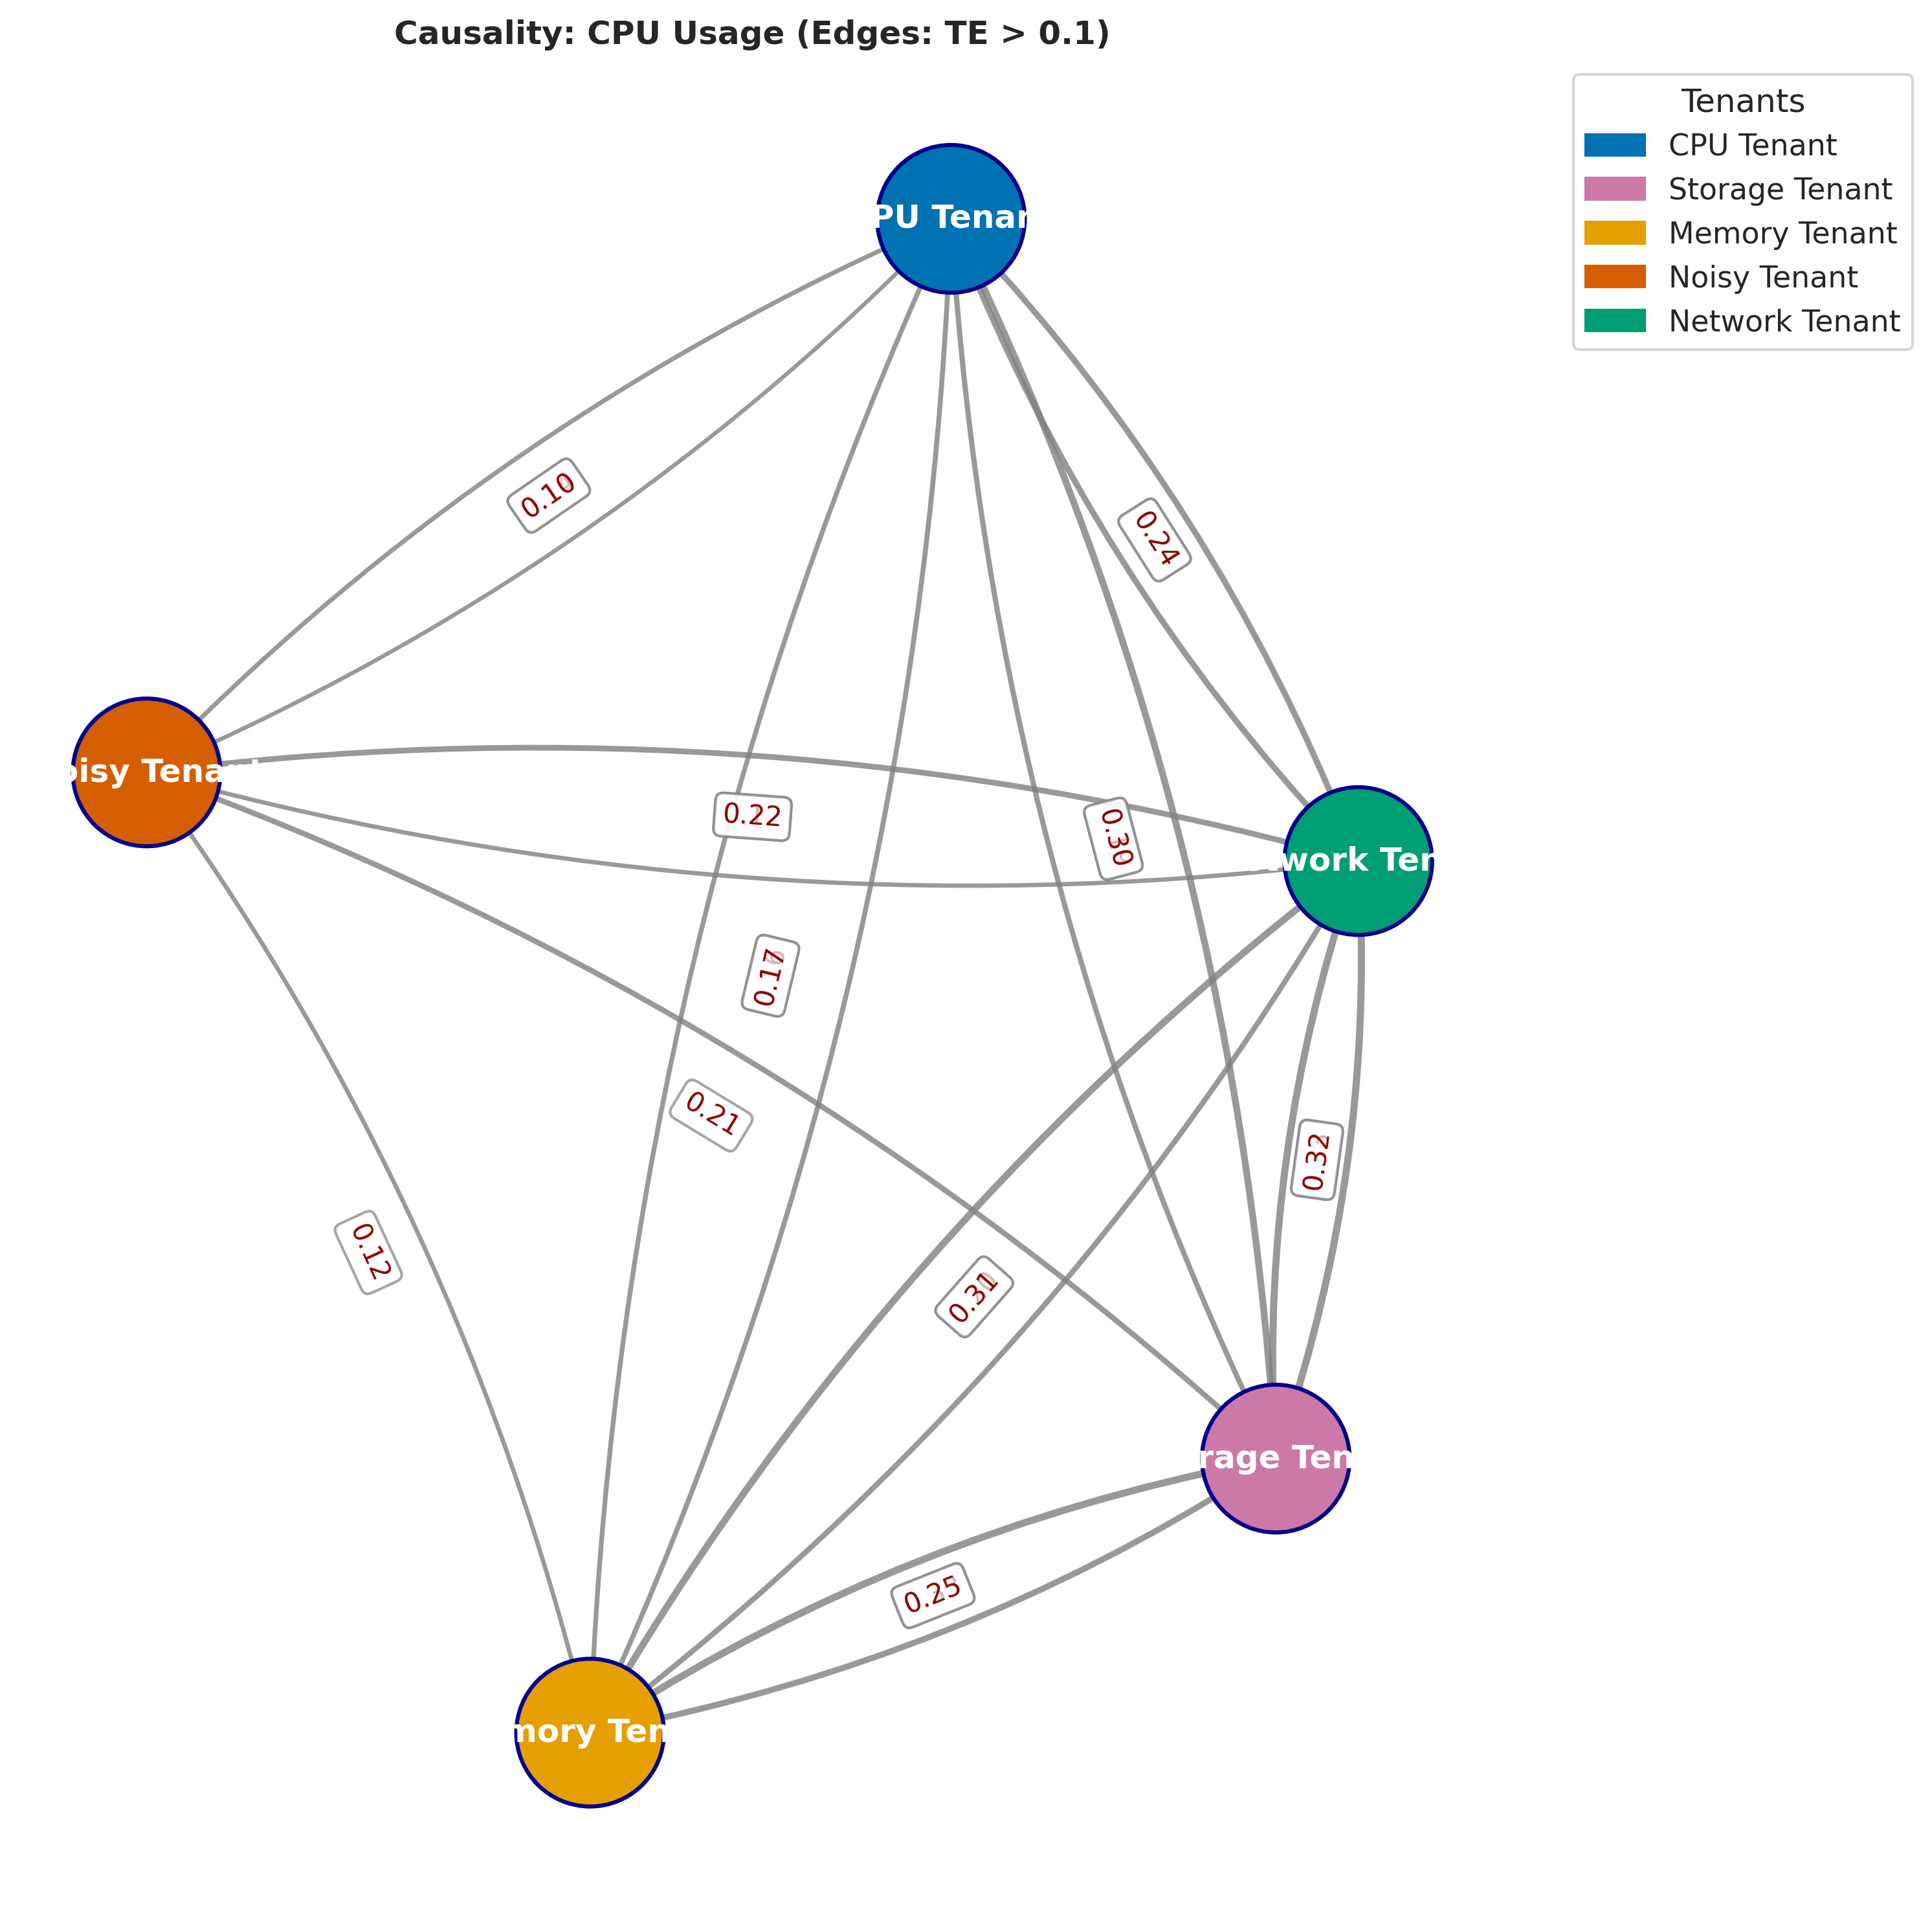 Causality: CPU Usage (Edges: TE > 0.1)
Tenants
CPU Tenant
Storage Tenant
Memory Tenant
Noisy Tenant
Network Tenant
PU Tenan
0.10
0.24
oisy Tenant
0.22
0.30
work Ten
0.17
0.21
0.32
0.12
0.31
rage Ten
0.25
mory Ten